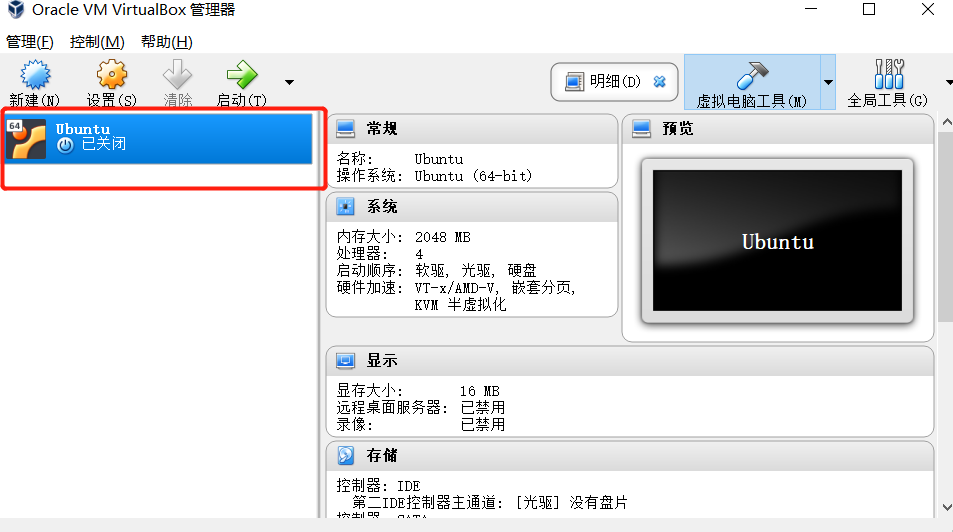 Oracle VM VirtualBox 管理器
管理(F) 控制(M) 帮助(H)
新建(N) 设置(S) 清除 启动(T) 明细(D) 虚拟电脑工具(M) 全局工具(G)
64 Ubuntu
已关闭
常规
名称: Ubuntu
操作系统: Ubuntu (64-bit)
系统
内存大小: 2048 MB
处理器: 4
启动顺序: 软驱, 光驱, 硬盘
硬件加速: VT-x/AMD-V, 嵌套分页,
KVM 半虚拟化
预览
Ubuntu
显示
显存大小: 16 MB
远程桌面服务器: 已禁用
录像: 已禁用
存储
控制器: IDE
第二IDE控制器主通道: [光驱] 没有盘片
控制器: SATA